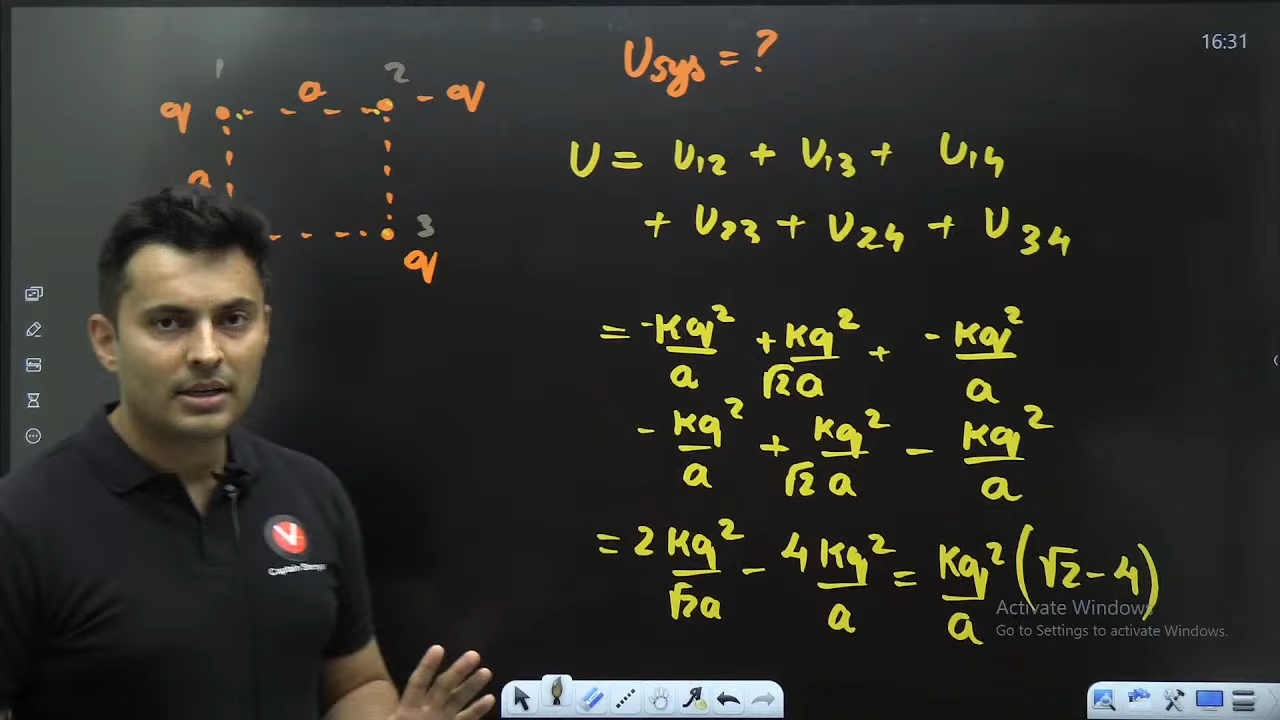 16:31
U sys = ?
1 2
q a - q
a
3
q
U = U12 + U13 + U14
+ U23 + U24 + U34
= -Kq²/a + Kq²/√2a + -Kq²/a
- Kq²/a + Kq²/√2a - Kq²/a
= 2Kq²/√2a - 4Kq²/a = Kq²/a (√2 - 4)
Activate Windows
Go to Settings to activate Windows.
V